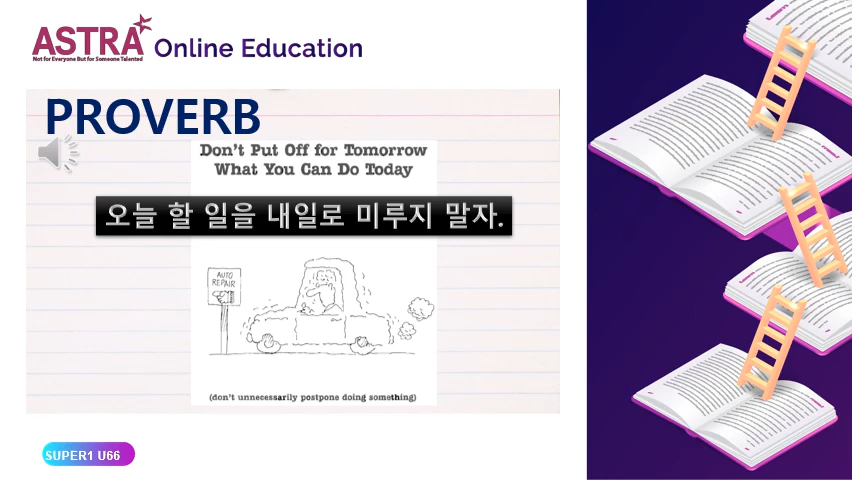 ASTRA
Not for Everyone But for Someone Talented
Online Education
PROVERB
Don't Put Off for Tomorrow
What You Can Do Today
오늘 할 일을 내일로 미루지 말자.
AUTO
REPAIR
(don't unnecessarily postpone doing something)
SUPER1 U66